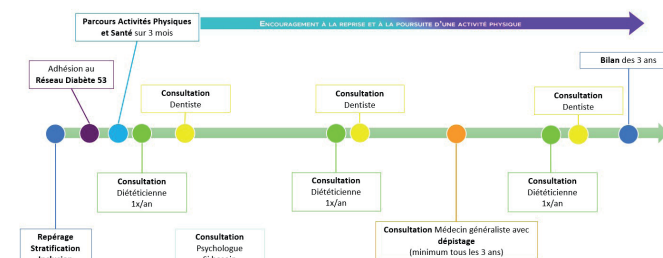 Parcours Activités Physiques
et Santé sur 3 mois
ENCOURAGEMENT À LA REPRISE ET À LA POURSUITE D'UNE ACTIVITÉ PHYSIQUE
Bilan des 3 ans
Adhésion au
Réseau Diabète 53
Consultation
Dentiste
Consultation
Dentiste
Consultation
Dentiste
Consultation
Diététicienne
1x/an
Consultation
Diététicienne
1x/an
Consultation
Diététicienne
1x/an
Repérage
Stratification
Consultation
Psychologue
Consultation Médecin généraliste avec
dépistage
(minimum tous les 3 ans)